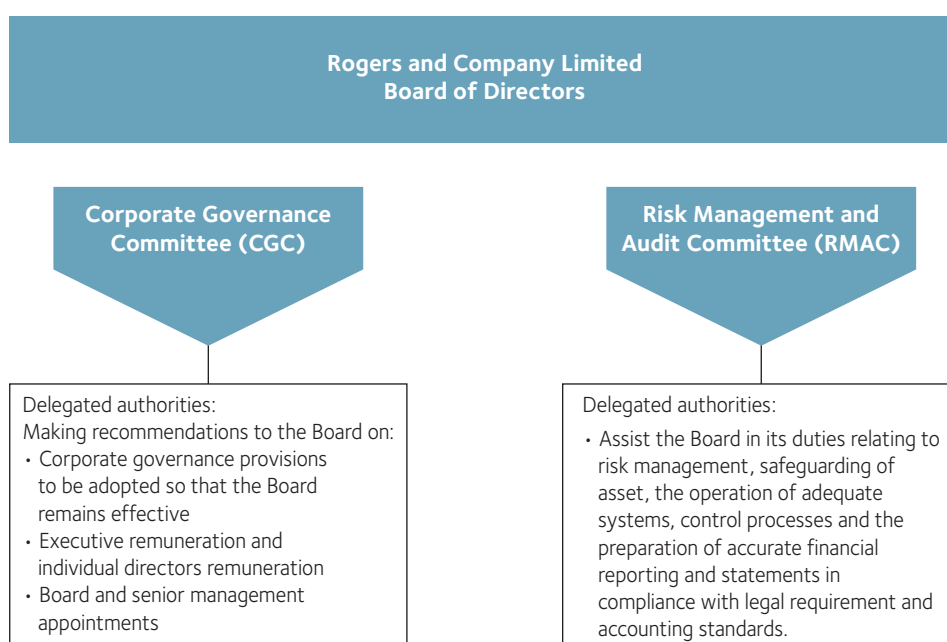 Rogers and Company Limited
Board of Directors
Corporate Governance
Committee (CGC)
Delegated authorities:
Making recommendations to the Board on:
• Corporate governance provisions
to be adopted so that the Board
remains effective
• Executive remuneration and
individual directors remuneration
• Board and senior management
appointments
Risk Management and
Audit Committee (RMAC)
Delegated authorities:
• Assist the Board in its duties relating to
risk management, safeguarding of
asset, the operation of adequate
systems, control processes and the
preparation of accurate financial
reporting and statements in
compliance with legal requirement and
accounting standards.